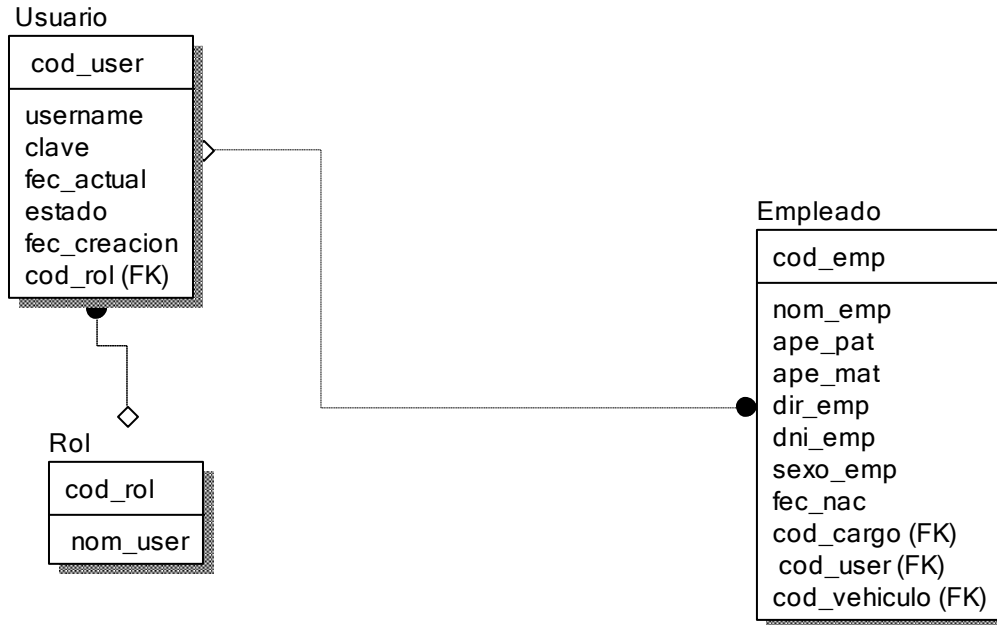 Usuario
cod_user
username
clave
fec_actual
estado
fec_creacion
cod_rol (FK)
Rol
cod_rol
nom_user
Empleado
cod_emp
nom_emp
ape_pat
ape_mat
dir_emp
dni_emp
sexo_emp
fec_nac
cod_cargo (FK)
cod_user (FK)
cod_vehiculo (FK)